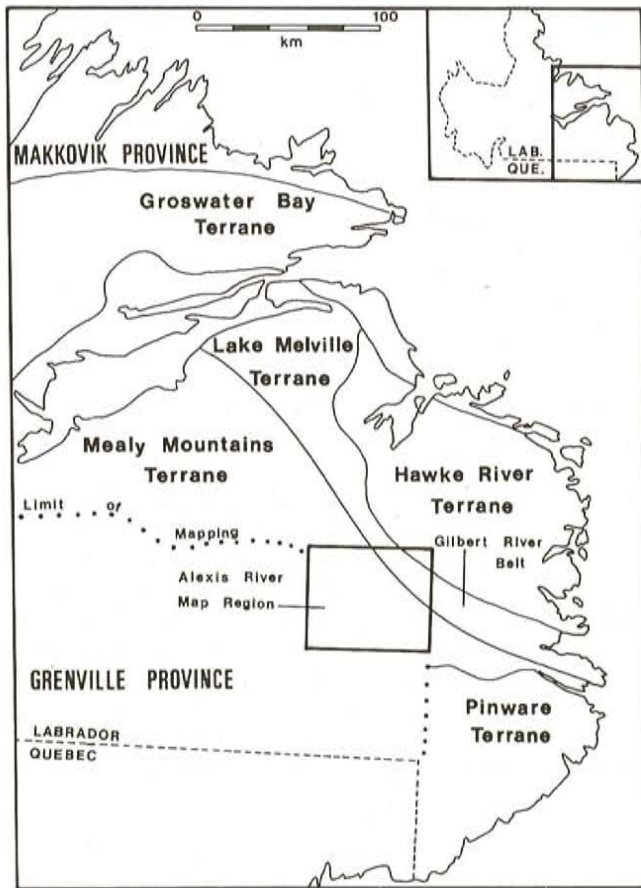 0 100
km
LAB.
QUE.
MAKKOVIK PROVINCE
Groswater Bay
Terrane
Lake Melville
Terrane
Mealy Mountains
Terrane
Hawke River
Terrane
Limit of
Mapping
Gilbert River
Belt
Alexis River
Map Region
GRENVILLE PROVINCE
Pinware
Terrane
LABRADOR
QUEBEC